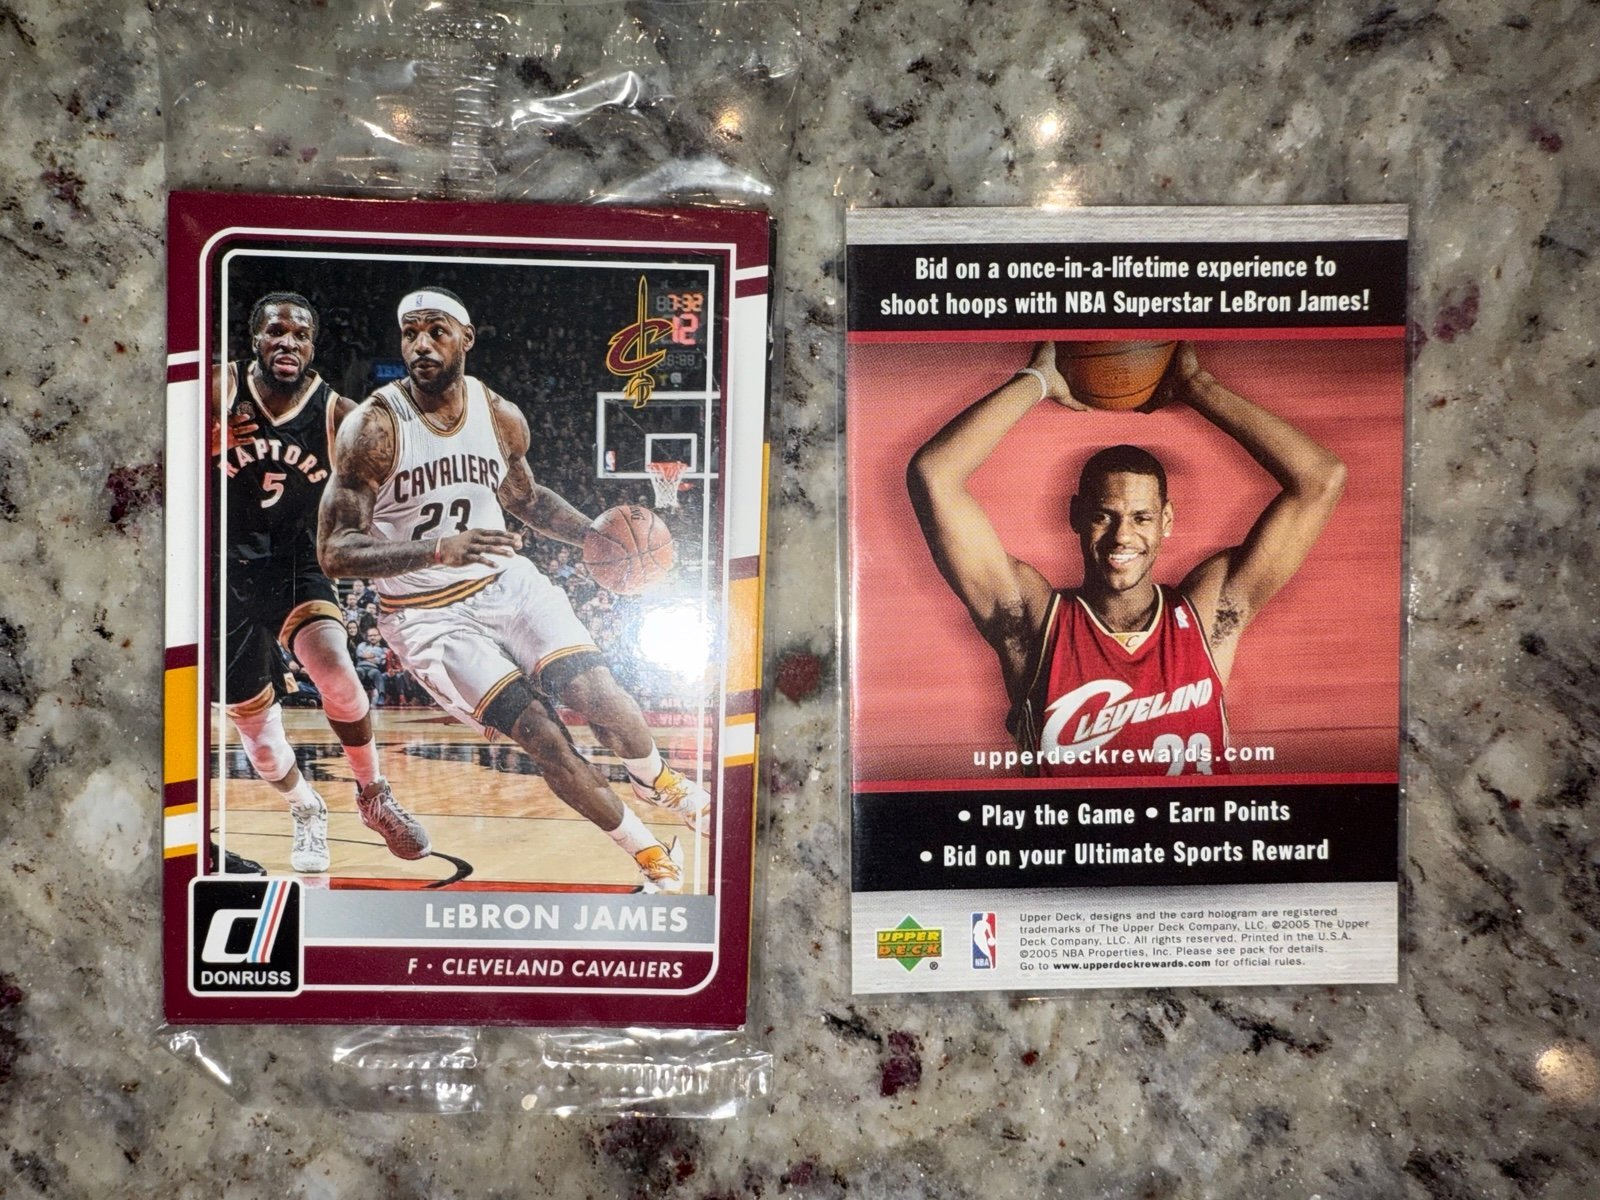 7:32
12
RAPTORS
5
CAVALIERS
23
LEBRON JAMES
F · CLEVELAND CAVALIERS
d
DONRUSS
Bid on a once-in-a-lifetime experience to
shoot hoops with NBA Superstar LeBron James!
CLEVELAND
23
upperdeckrewards.com
• Play the Game • Earn Points
• Bid on your Ultimate Sports Reward
UPPER
DECK
®
NBA
Upper Deck, designs and the card hologram are registered
trademarks of The Upper Deck Company, LLC. ©2005 The Upper
Deck Company, LLC. All rights reserved. Printed in the U.S.A.
©2005 NBA Properties, Inc. Please see pack for details.
Go to www.upperdeckrewards.com for official rules.